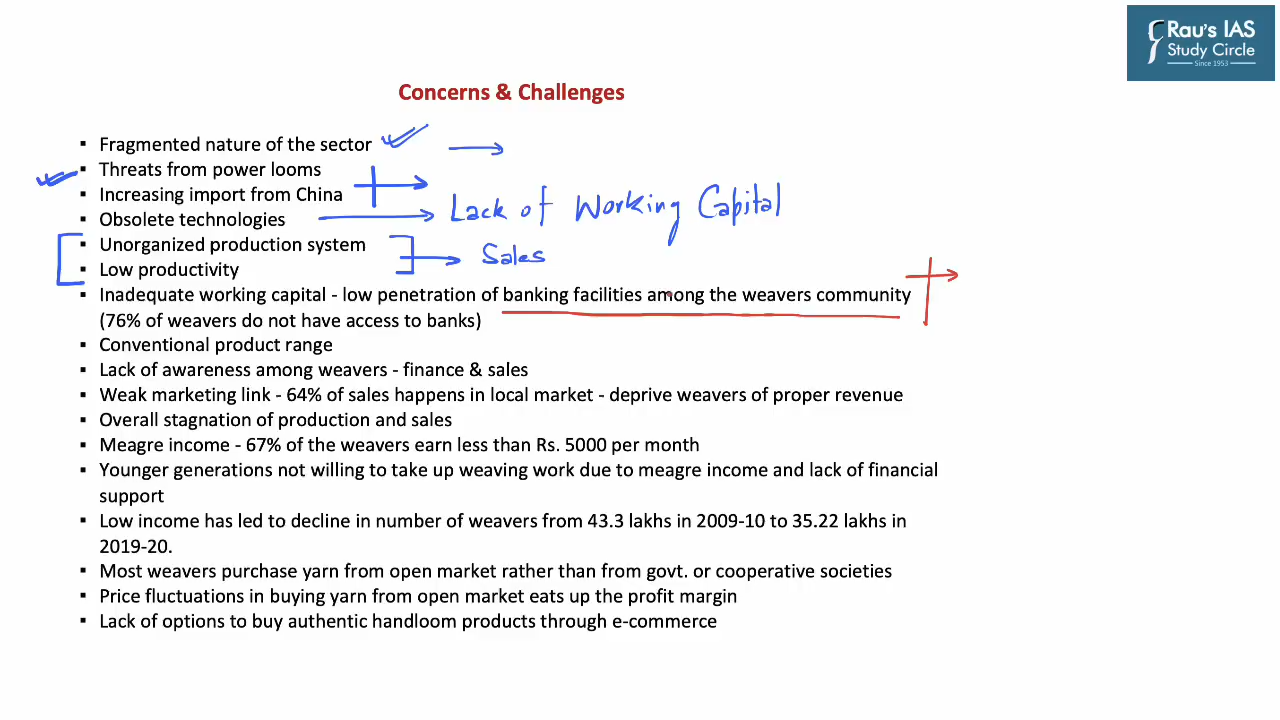 Rau's IAS
Study Circle
Since 1953
Concerns & Challenges
▪ Fragmented nature of the sector
▪ Threats from power looms
▪ Increasing import from China
▪ Obsolete technologies
Lack of Working Capital
▪ Unorganized production system
Sales
▪ Low productivity
▪ Inadequate working capital - low penetration of banking facilities among the weavers community
(76% of weavers do not have access to banks)
▪ Conventional product range
▪ Lack of awareness among weavers - finance & sales
▪ Weak marketing link - 64% of sales happens in local market - deprive weavers of proper revenue
▪ Overall stagnation of production and sales
▪ Meagre income - 67% of the weavers earn less than Rs. 5000 per month
▪ Younger generations not willing to take up weaving work due to meagre income and lack of financial
support
▪ Low income has led to decline in number of weavers from 43.3 lakhs in 2009-10 to 35.22 lakhs in
2019-20.
▪ Most weavers purchase yarn from open market rather than from govt. or cooperative societies
▪ Price fluctuations in buying yarn from open market eats up the profit margin
▪ Lack of options to buy authentic handloom products through e-commerce